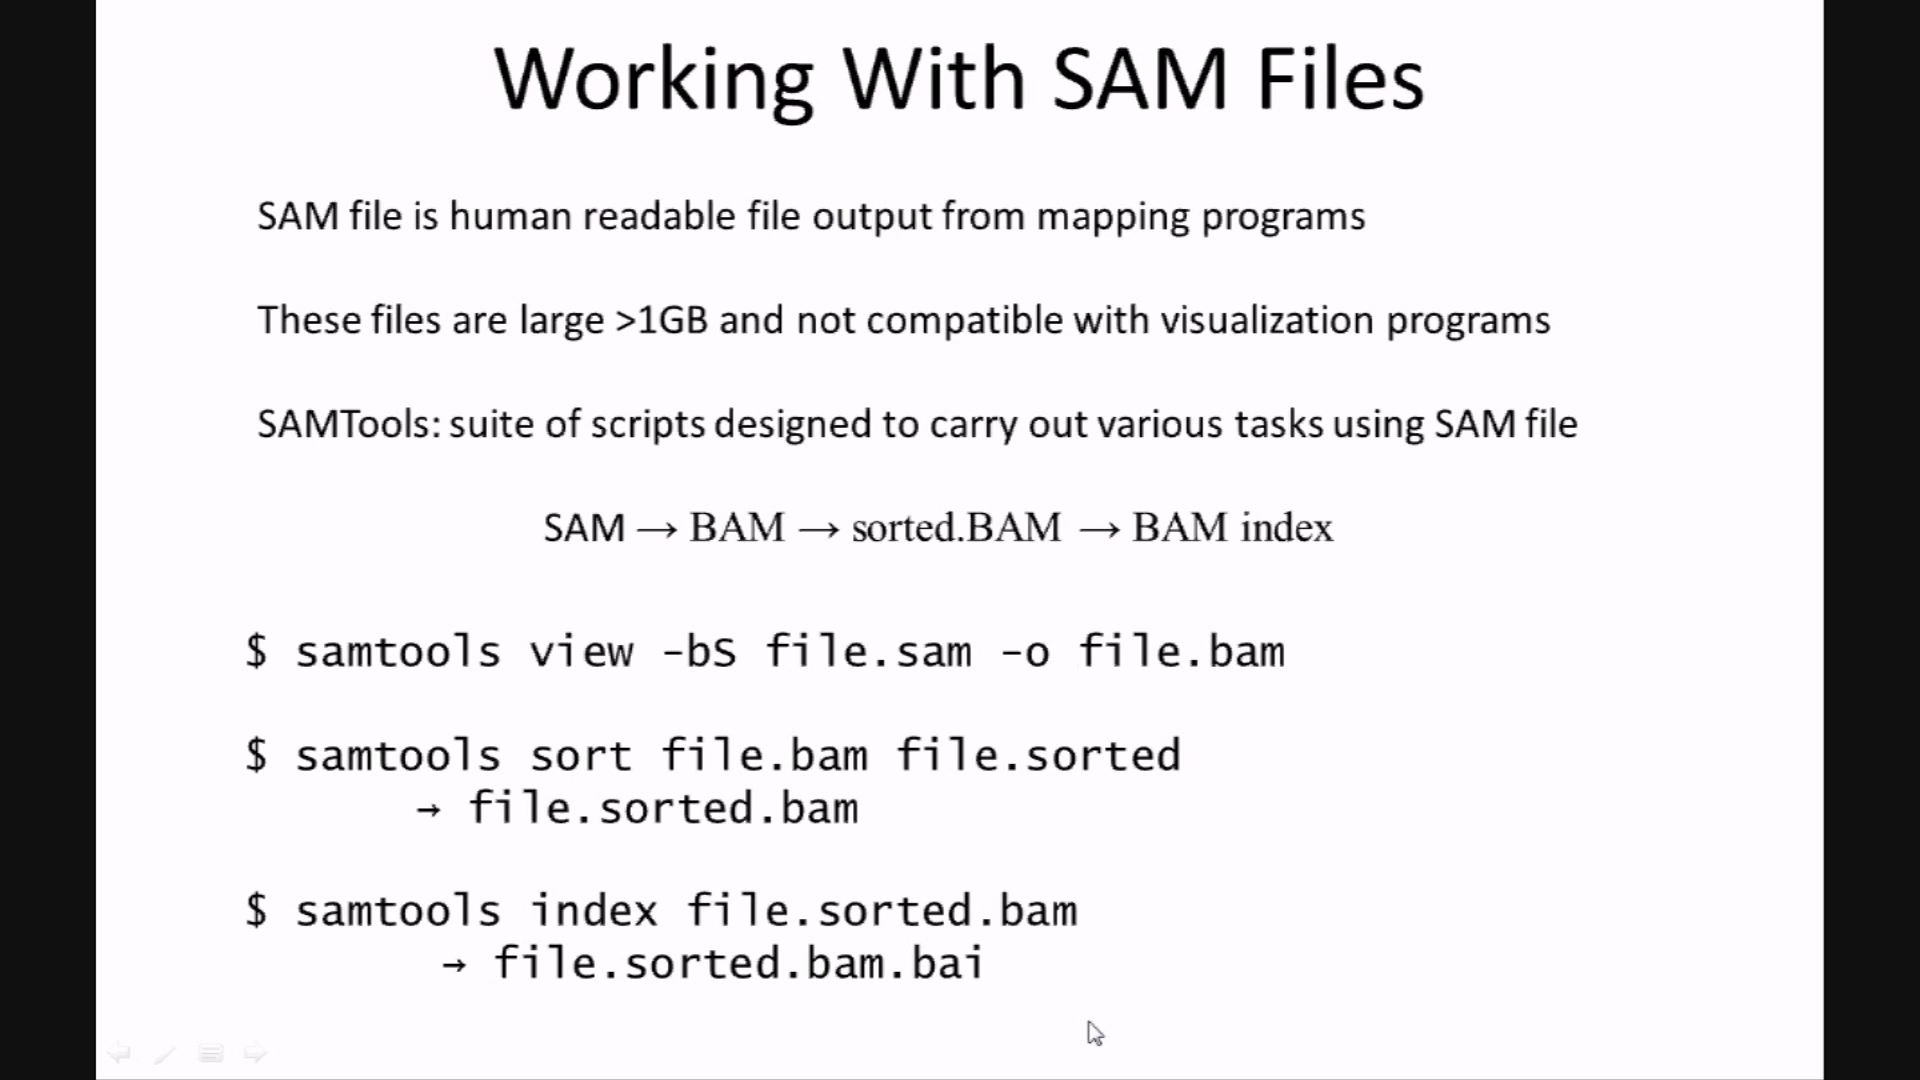 Working With SAM Files
SAM file is human readable file output from mapping programs
These files are large >1GB and not compatible with visualization programs
SAMTools: suite of scripts designed to carry out various tasks using SAM file
SAM → BAM → sorted.BAM → BAM index
$ samtools view -bS file.sam -o file.bam
$ samtools sort file.bam file.sorted
→ file.sorted.bam
$ samtools index file.sorted.bam
→ file.sorted.bam.bai